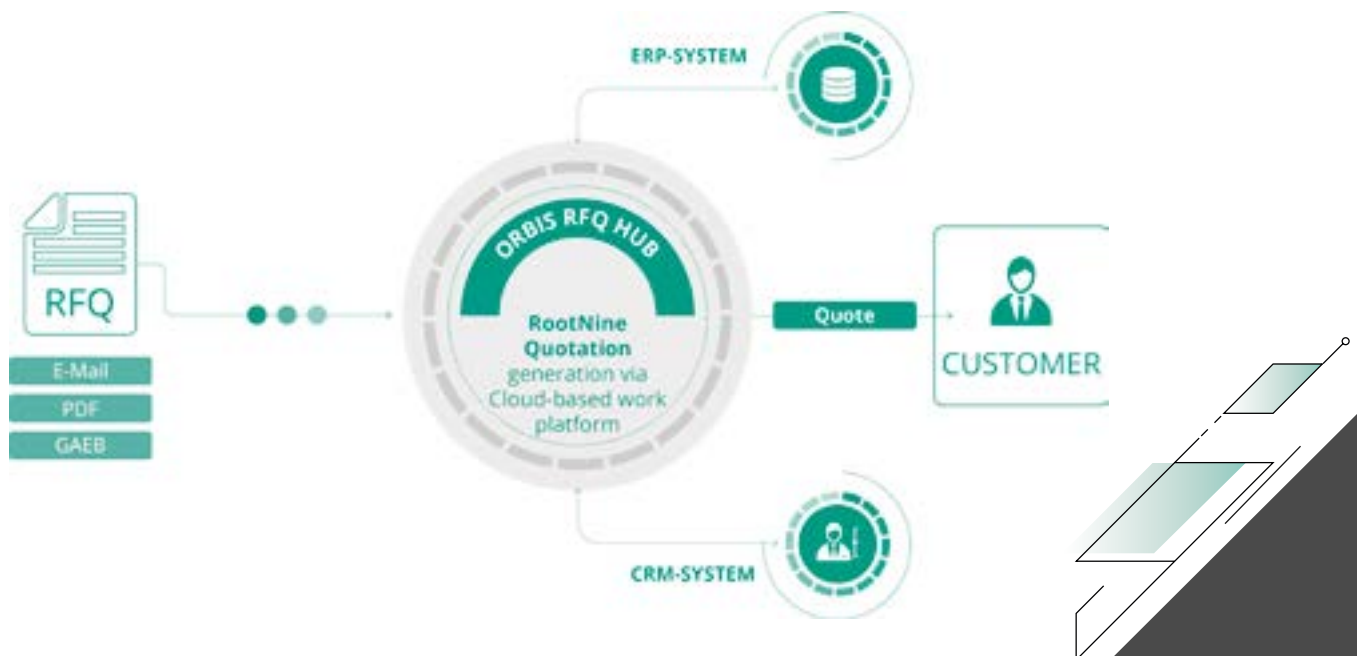 ERP-SYSTEM
RFQ
E-Mail
PDF
GAEB
ORBIS RFQ HUB
RootNine
Quotation
generation via
Cloud-based work
platform
Quote
CUSTOMER
CRM-SYSTEM